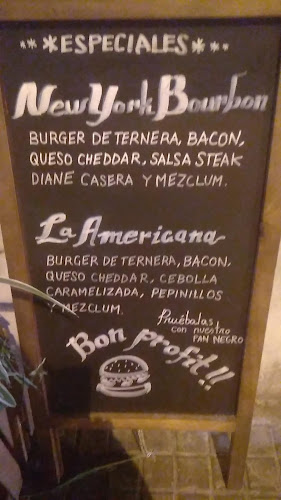 ***ESPECIALES***
New York Bourbon
BURGER DE TERNERA, BACON,
QUESO CHEDDAR, SALSA STEAK
DIANE CASERA Y MEZCLUM.
La Americana
BURGER DE TERNERA, BACON,
QUESO CHEDDAR, CEBOLLA
CARAMELIZADA, PEPINILLOS
Y MEZCLUM.
Pruébalas
con nuestro
PAN NEGRO
Bon profit!!